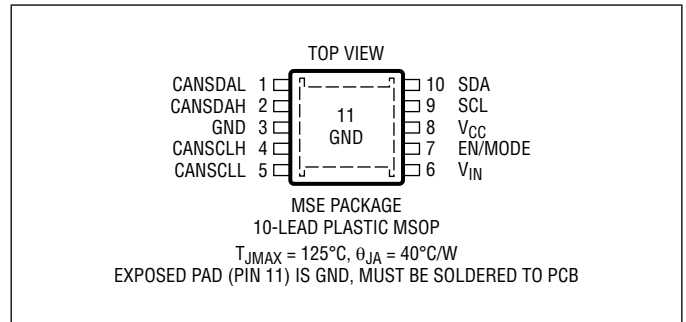 TOP VIEW
CANSDAL 1
CANSDAH 2
GND 3
CANSCLH 4
CANSCLL 5
11
GND
10 SDA
9 SCL
8 VCC
7 EN/MODE
6 VIN
MSE PACKAGE
10-LEAD PLASTIC MSOP
TJMAX = 125°C, θJA = 40°C/W
EXPOSED PAD (PIN 11) IS GND, MUST BE SOLDERED TO PCB